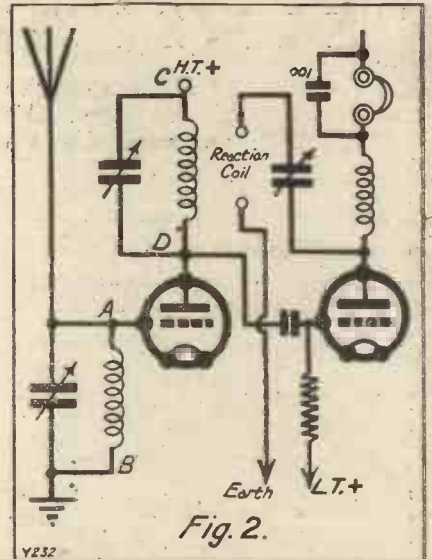 C H.T.+
.001
Reaction
Coil
D
A
B
Earth
L.T.+
Fig. 2.
Y232